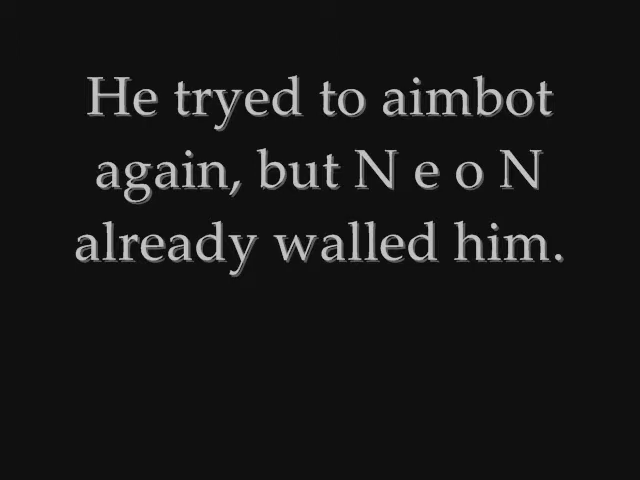 He tryed to aimbot
again, but N e o N
already walled him.